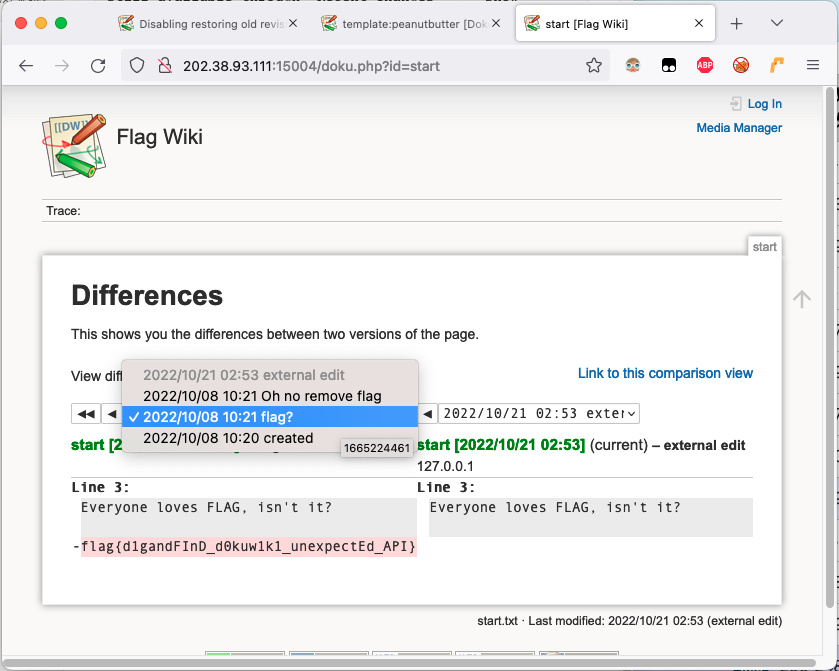 Disabling restoring old revis
template:peanutbutter [Dok
start [Flag Wiki]
202.38.93.111:15004/doku.php?id=start
ABP
Log In
[[DW]]
Flag Wiki
Media Manager
Trace:
start
Differences
This shows you the differences between two versions of the page.
View diff
2022/10/21 02:53 external edit
Link to this comparison view
2022/10/08 10:21 Oh no remove flag
✓ 2022/10/08 10:21 flag?
2022/10/21 02:53 exter
2022/10/08 10:20 created
1665224461
start [2
start [2022/10/21 02:53] (current) – external edit
127.0.0.1
Line 3:
Line 3:
Everyone loves FLAG, isn't it?
Everyone loves FLAG, isn't it?
-flag{d1gandFInD_d0kuw1k1_unexpectEd_API}
start.txt · Last modified: 2022/10/21 02:53 (external edit)